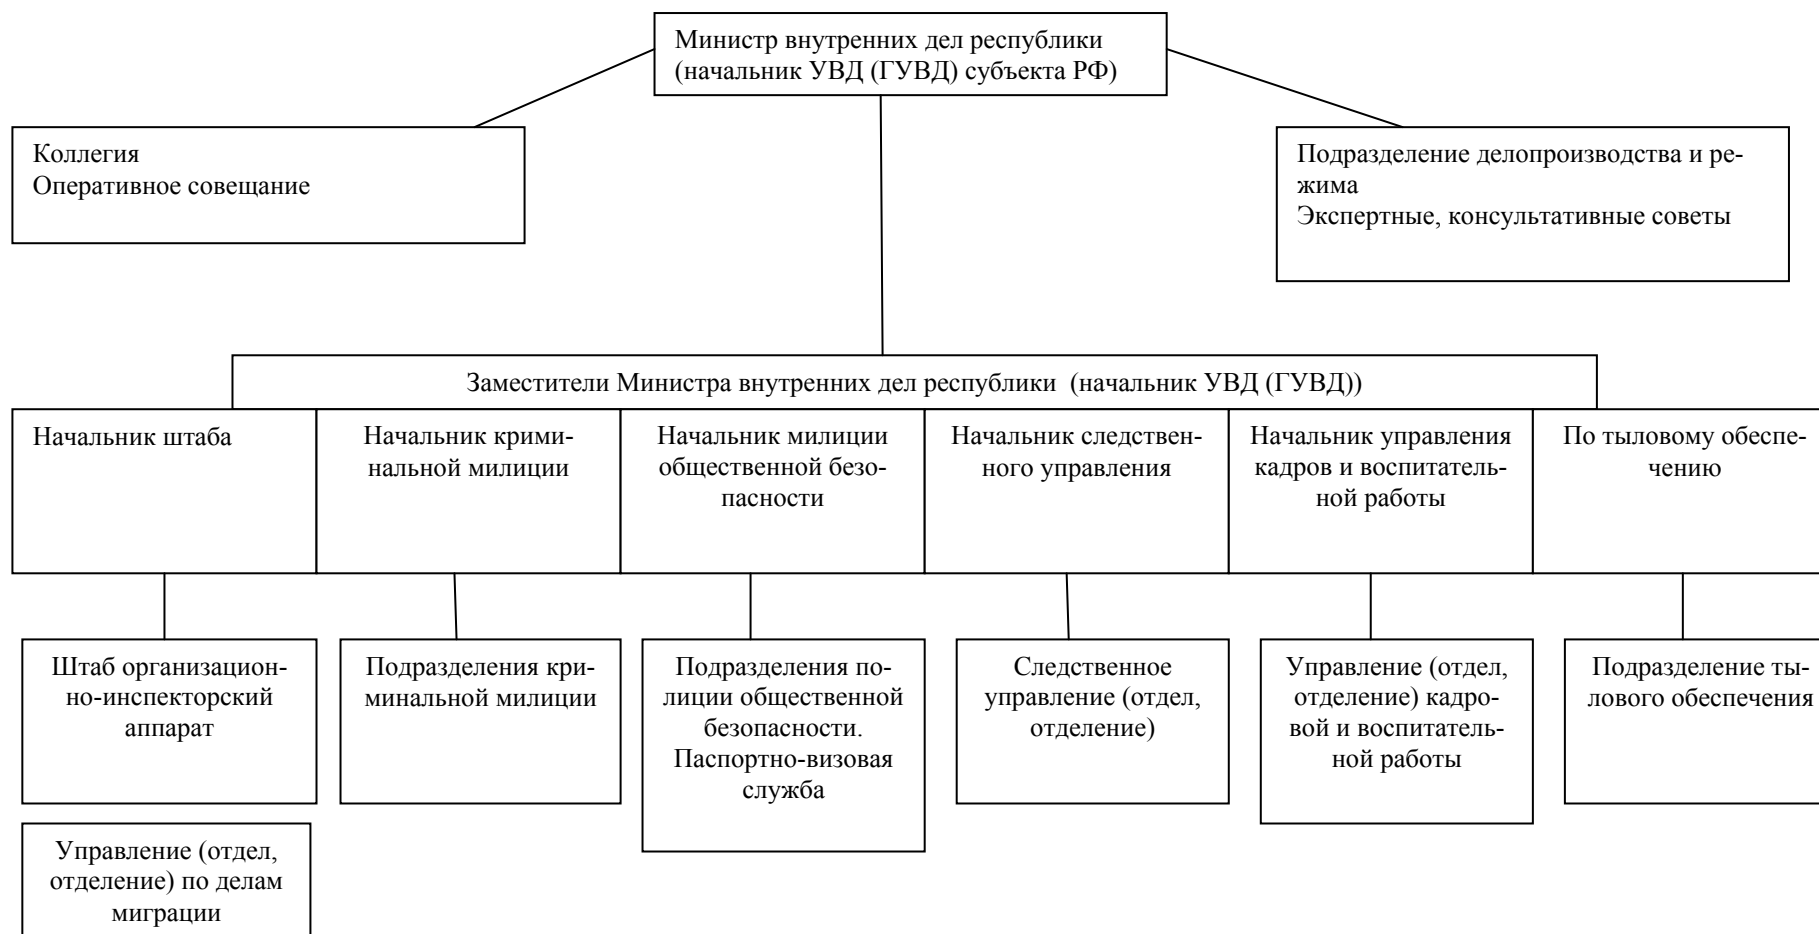 Министр внутренних дел республики
(начальник УВД (ГУВД) субъекта РФ)
Коллегия
Оперативное совещание
Подразделение делопроизводства и ре-
жима
Экспертные, консультативные советы
Заместители Министра внутренних дел республики (начальник УВД (ГУВД))
Начальник штаба
Начальник крими-
нальной милиции
Начальник милиции
общественной безо-
пасности
Начальник следствен-
ного управления
Начальник управления
кадров и воспитатель-
ной работы
По тыловому обеспе-
чению
Штаб организацион-
но-инспекторский
аппарат
Подразделения кри-
минальной милиции
Подразделения по-
лиции общественной
безопасности.
Паспортно-визовая
служба
Следственное
управление (отдел,
отделение)
Управление (отдел,
отделение) кадро-
вой и воспитатель-
ной работы
Подразделение ты-
лового обеспечения
Управление (отдел,
отделение) по делам
миграции